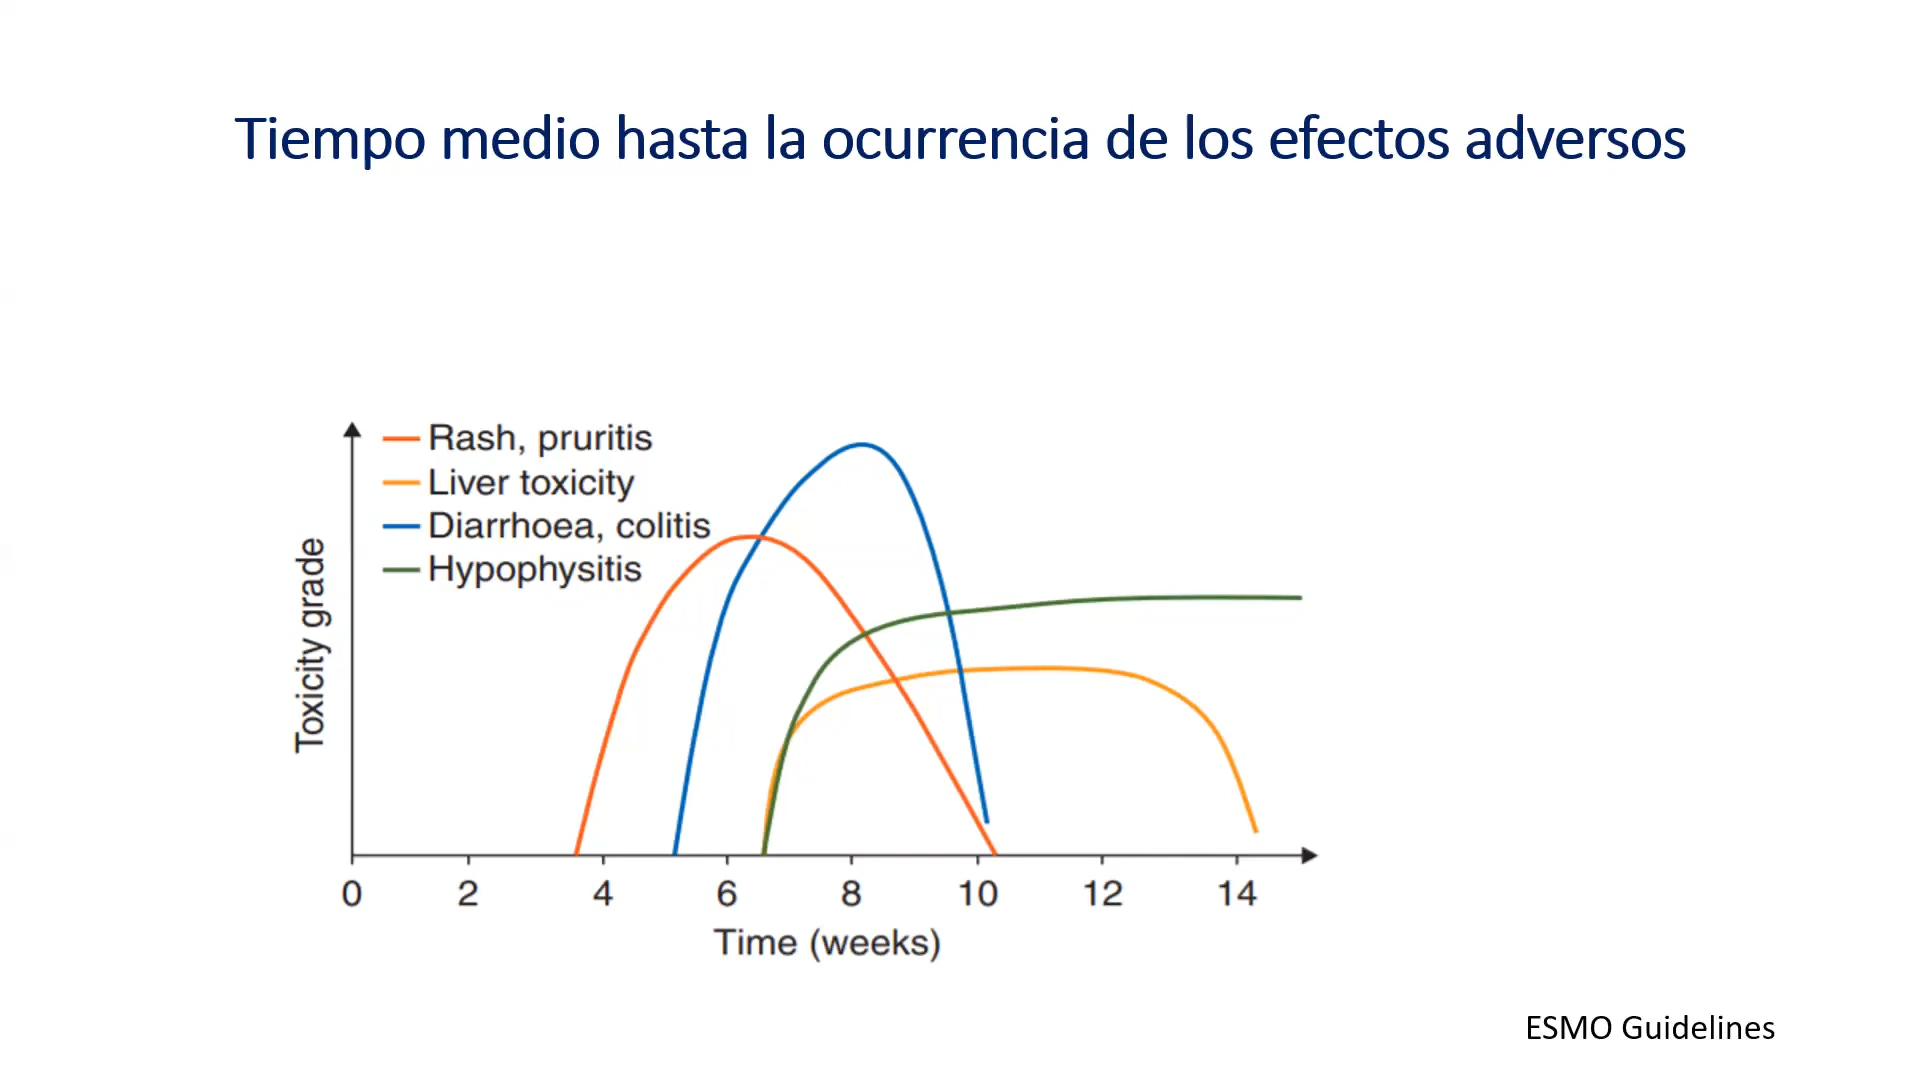 Tiempo medio hasta la ocurrencia de los efectos adversos
Rash, pruritis
Liver toxicity
Diarrhoea, colitis
Hypophysitis
Toxicity grade
0 2 4 6 8 10 12 14
Time (weeks)
ESMO Guidelines